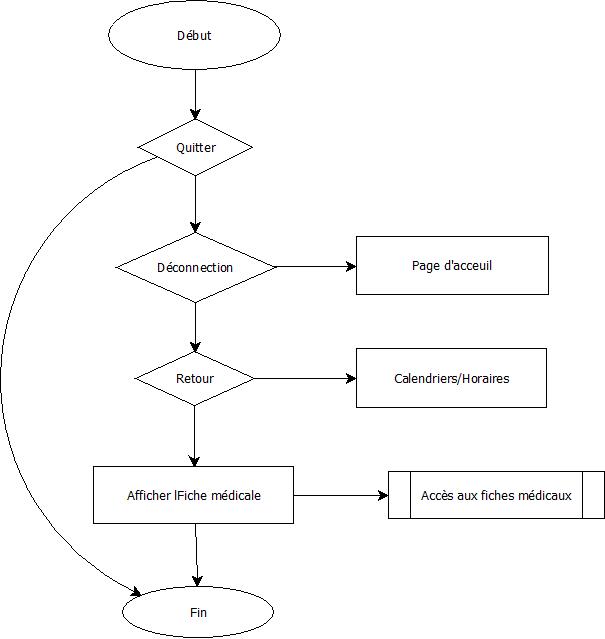 Début
Quitter
Déconnection
Page d'acceuil
Retour
Calendriers/Horaires
Afficher lFiche médicale
Accès aux fiches médicaux
Fin